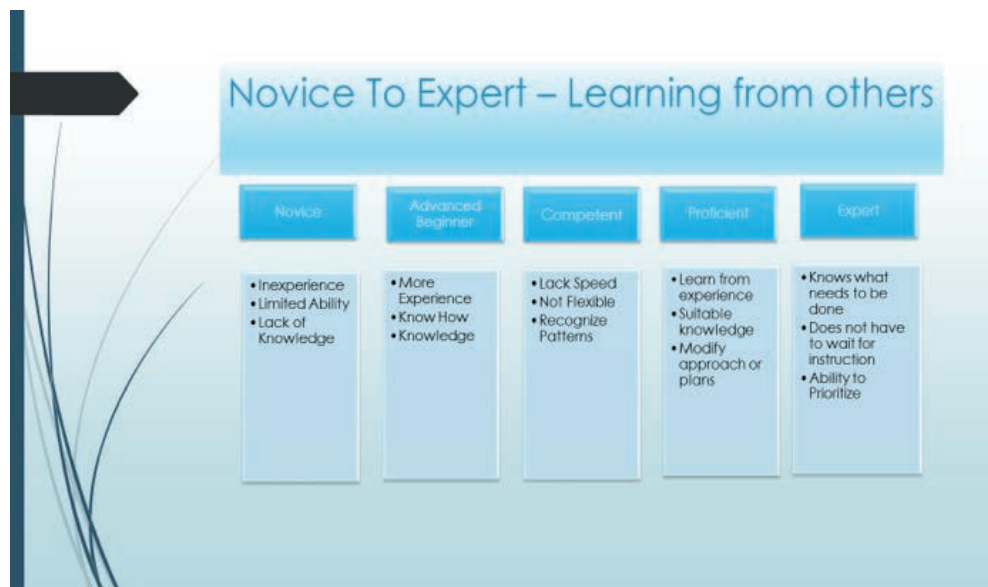 Novice To Expert – Learning from others
Novice
Advanced
Beginner
Competent
Proficient
Expert
• Inexperience
• Limited Ability
• Lack of
Knowledge
• More
Experience
• Know How
• Knowledge
• Lack Speed
• Not Flexible
• Recognize
Patterns
• Learn from
experience
• Suitable
knowledge
• Modify
approach or
plans
• Knows what
needs to be
done
• Does not have
to wait for
instruction
• Ability to
Prioritize